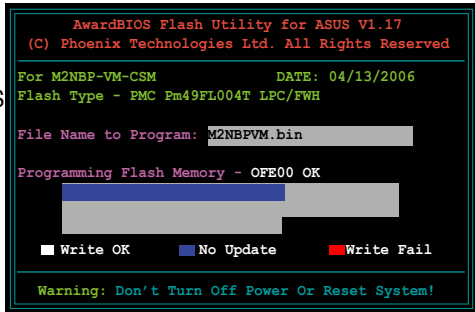 AwardBIOS Flash Utility for ASUS V1.17
(C) Phoenix Technologies Ltd. All Rights Reserved
For M2NBP-VM-CSM DATE: 04/13/2006
Flash Type - PMC Pm49FL004T LPC/FWH
File Name to Program: M2NBPVM.bin
Programming Flash Memory - OFE00 OK
Write OK No Update Write Fail
Warning: Don't Turn Off Power Or Reset System!